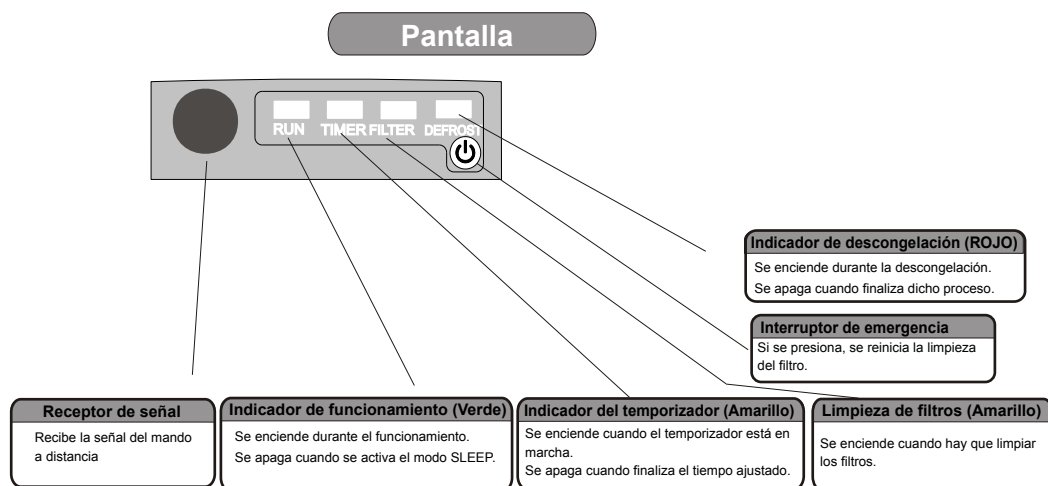 Pantalla
RUN TIMER FILTER DEFROST
Indicador de descongelación (ROJO)
Se enciende durante la descongelación.
Se apaga cuando finaliza dicho proceso.
Interruptor de emergencia
Si se presiona, se reinicia la limpieza
del filtro.
Receptor de señal
Recibe la señal del mando
a distancia
Indicador de funcionamiento (Verde)
Se enciende durante el funcionamiento.
Se apaga cuando se activa el modo SLEEP.
Indicador del temporizador (Amarillo)
Se enciende cuando el temporizador está en
marcha.
Se apaga cuando finaliza el tiempo ajustado.
Limpieza de filtros (Amarillo)
Se enciende cuando hay que limpiar
los filtros.